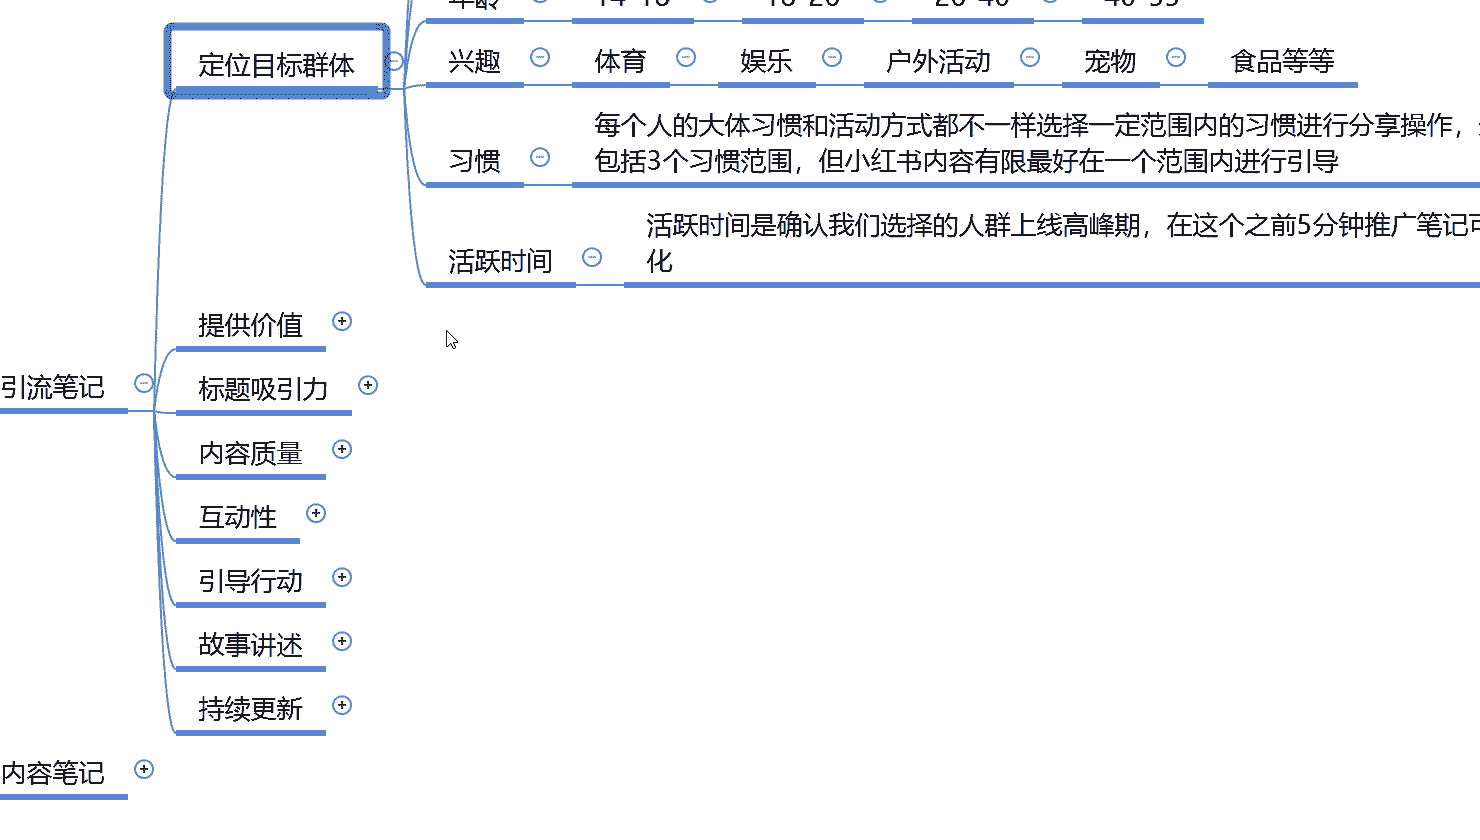 定位目标群体
兴趣
体育
娱乐
户外活动
宠物
食品等等
习惯
每个人的大体习惯和活动方式都不一样选择一定范围内的习惯进行分享操作，
包括3个习惯范围，但小红书内容有限最好在一个范围内进行引导
活跃时间
活跃时间是确认我们选择的人群上线高峰期，在这个之前5分钟推广笔记
化
提供价值
引流笔记
标题吸引力
内容质量
互动性
引导行动
故事讲述
持续更新
内容笔记